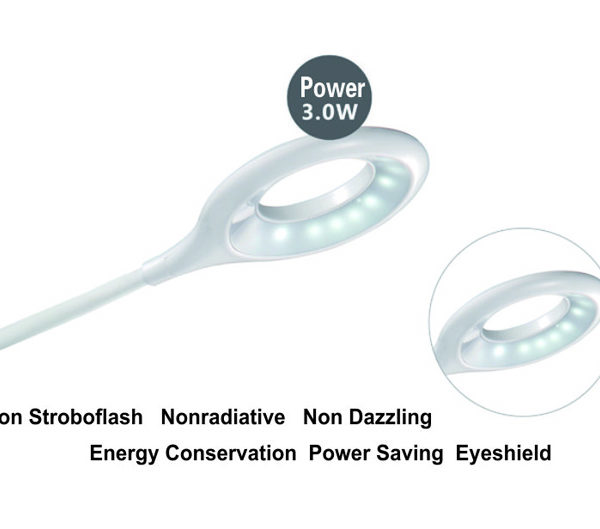 Power
3.0W
on Stroboflash Nonradiative Non Dazzling
Energy Conservation Power Saving Eyeshield